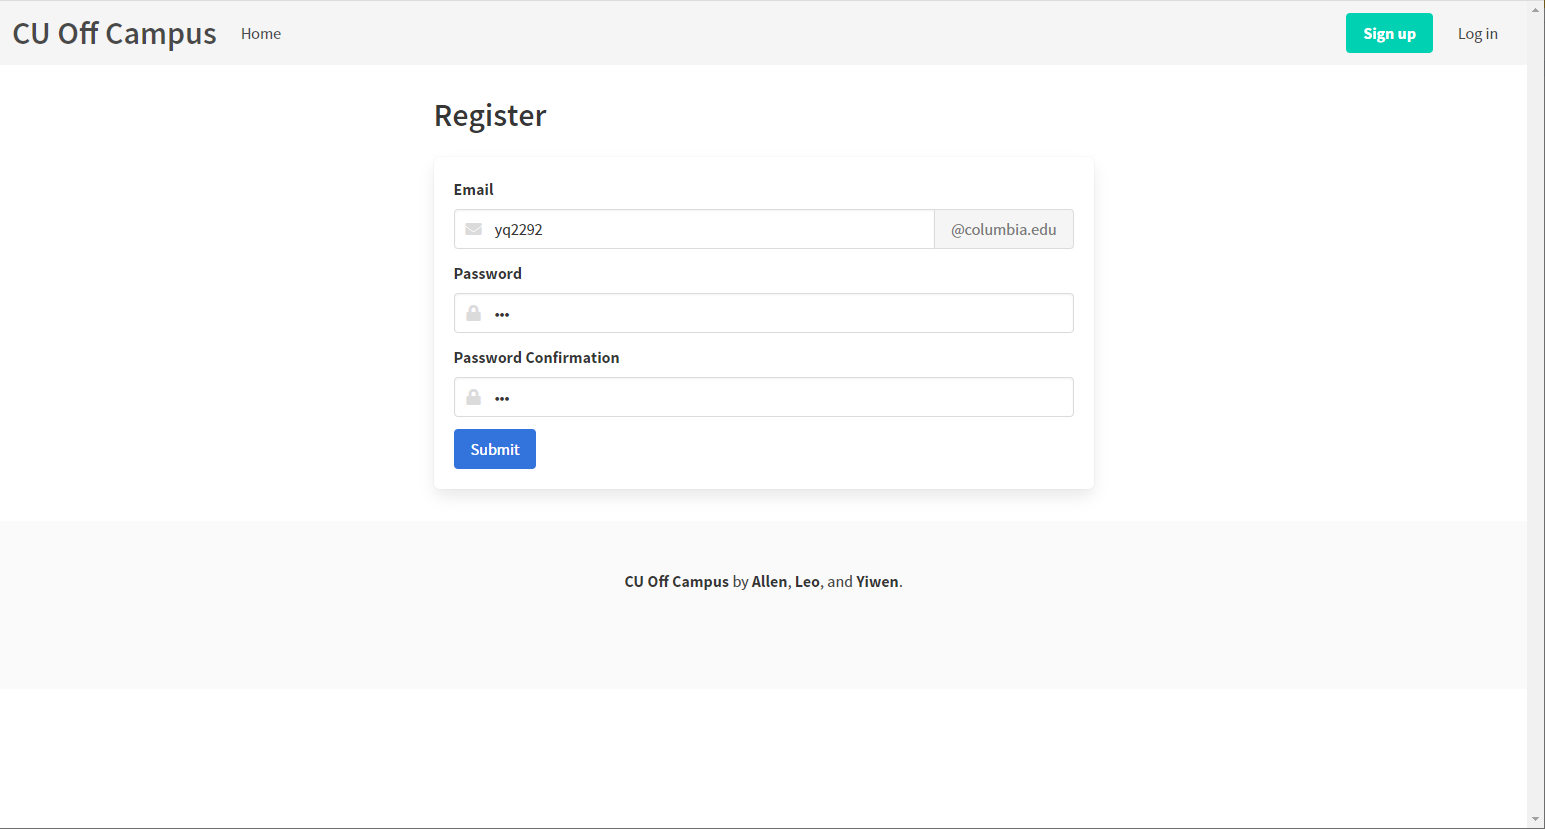 CU Off Campus Home Sign up Log in
Register
Email
yq2292 @columbia.edu
Password
•••
Password Confirmation
•••
Submit
CU Off Campus by Allen, Leo, and Yiwen.